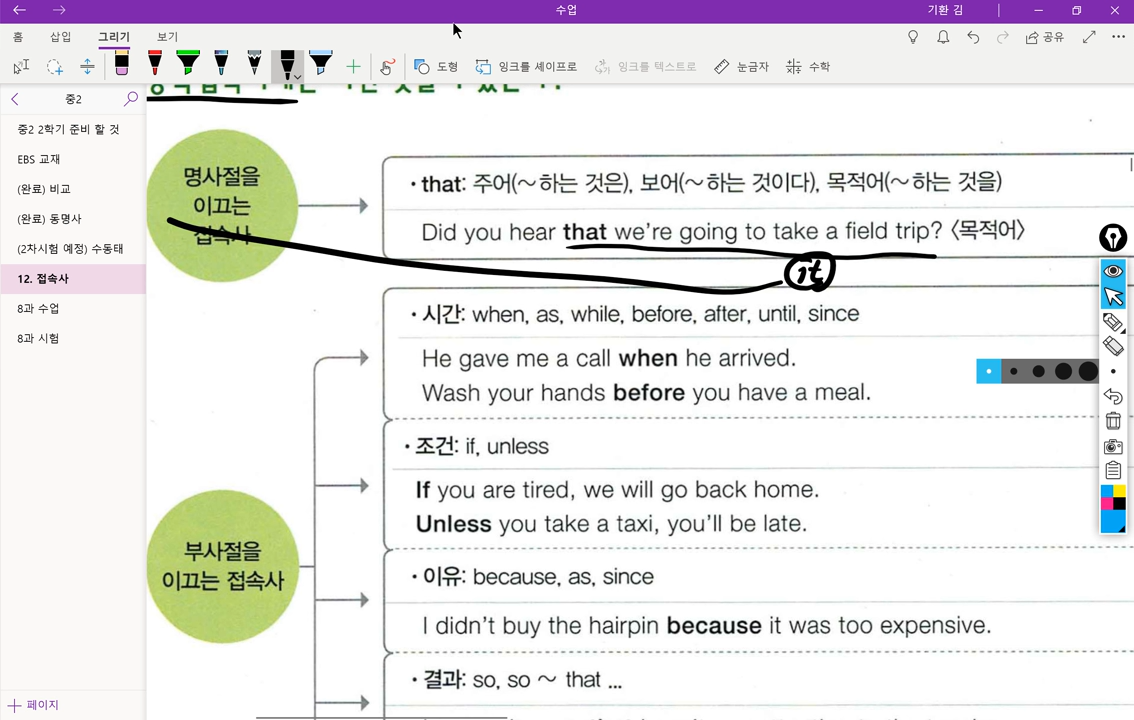 수업
기환 김
홈 삽입 그리기 보기
공유
도형 잉크를 셰이프로 잉크를 텍스트로 눈금자 수학
중2
중2 2학기 준비 할 것
EBS 교재
(완료) 비교
(완료) 동명사
(2차시험 예정) 수동태
12. 접속사
8과 수업
8과 시험
페이지
명사절을
이끄는
접속사
• that: 주어(~하는 것은), 보어(~하는 것이다), 목적어(~하는 것을)
Did you hear that we're going to take a field trip? 〈목적어〉
it
• 시간: when, as, while, before, after, until, since
He gave me a call when he arrived.
Wash your hands before you have a meal.
• 조건: if, unless
If you are tired, we will go back home.
Unless you take a taxi, you'll be late.
부사절을
이끄는 접속사
• 이유: because, as, since
I didn't buy the hairpin because it was too expensive.
• 결과: so, so ~ that ...